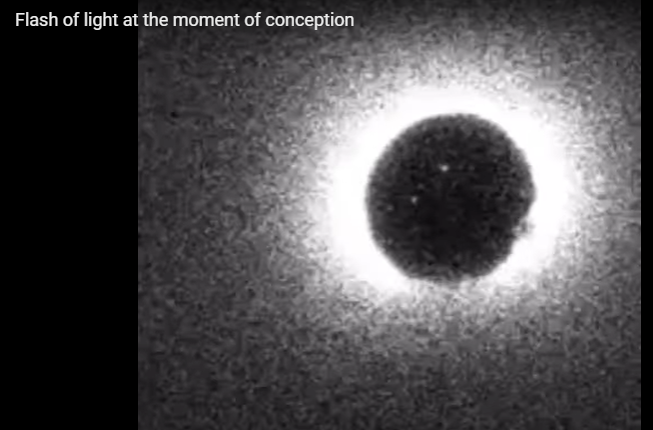 Flash of light at the moment of conception